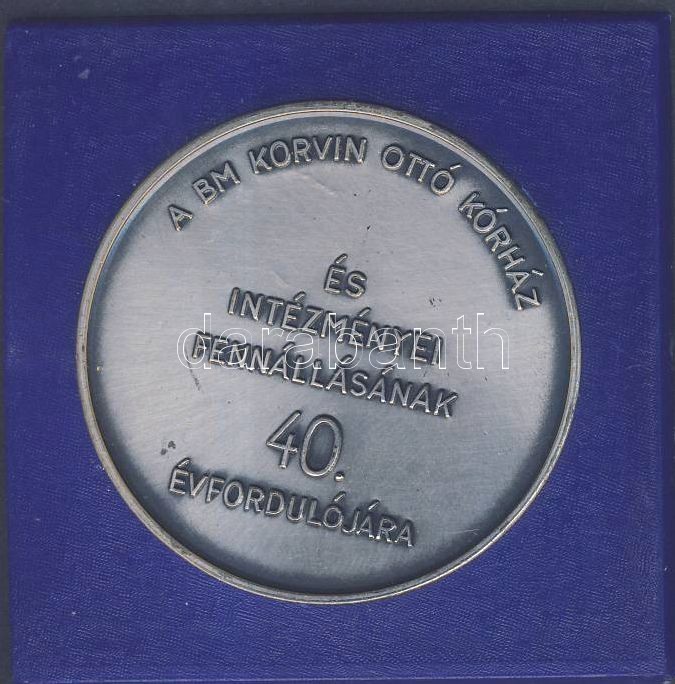 A BM KORVIN OTTÓ KÓRHÁZ
ÉS
INTÉZMÉNYEI
FENNÁLLÁSÁNAK
40.
ÉVFORDULÓJÁRA
darabanth